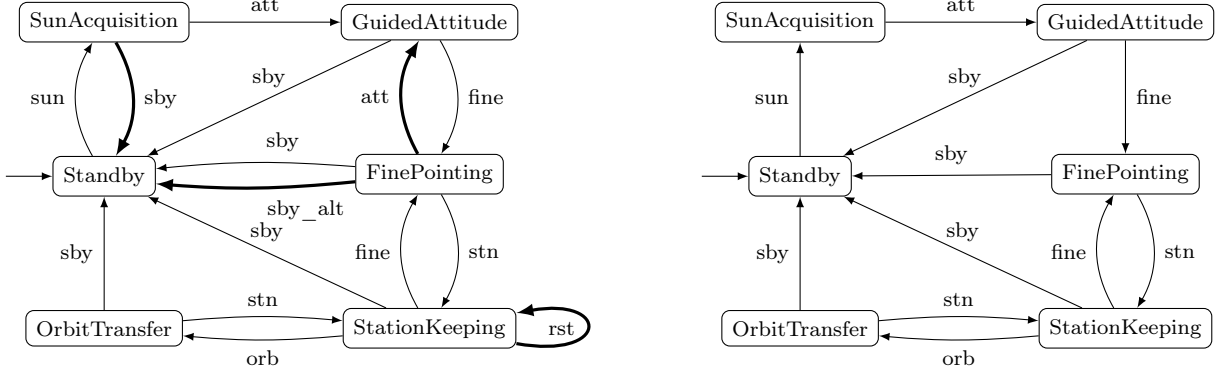 SunAcquisition att GuidedAttitude
sun sby sby att fine
sby
Standby FinePointing
sby_alt
sby
sby fine stn
stn
OrbitTransfer StationKeeping rst
orb
SunAcquisition att GuidedAttitude
sun sby fine
sby
Standby FinePointing
sby
sby fine stn
stn
OrbitTransfer StationKeeping
orb